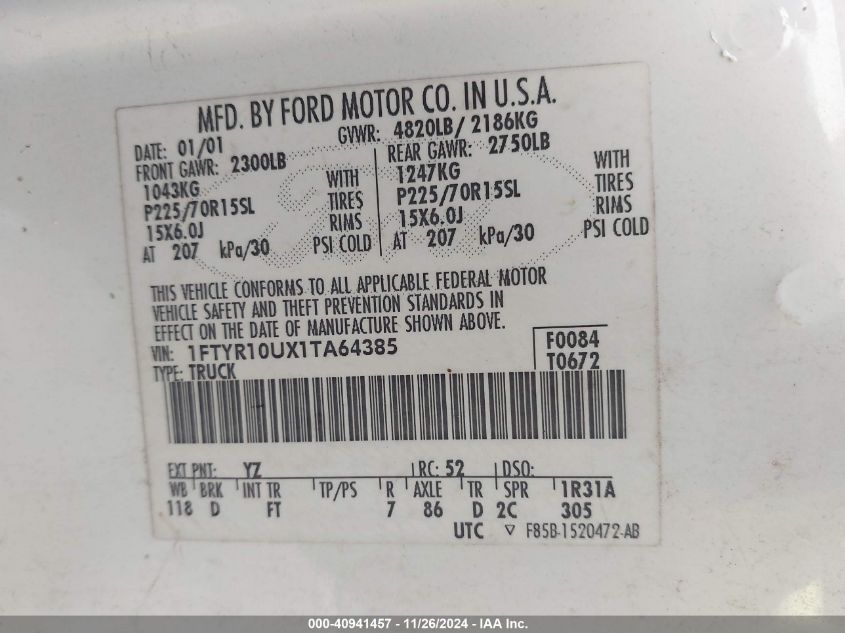 MFD. BY FORD MOTOR CO. IN U.S.A.
DATE: 01/01 GVWR: 4820LB/ 2186KG
FRONT GAWR: 2300LB REAR GAWR: 2750LB
1043KG WITH 1247KG WITH
P225/70R15SL TIRES P225/70R15SL TIRES
15X6.0J RIMS 15X6.0J RIMS
AT 207 kPa/30 PSI COLD AT 207 kPa/30 PSI COLD
THIS VEHICLE CONFORMS TO ALL APPLICABLE FEDERAL MOTOR
VEHICLE SAFETY AND THEFT PREVENTION STANDARDS IN
EFFECT ON THE DATE OF MANUFACTURE SHOWN ABOVE.
VIN: 1FTYR10UX1TA64385 F0084
TYPE: TRUCK T0672
EXT PNT: YZ RC: 52 DSO:
WB BRK INT TR TP/PS R AXLE TR SPR 1R31A
118 D FT 7 86 D 2C 305
UTC ▽ F85B-1520472-AB
000-40941457 - 11/26/2024 - IAA Inc.